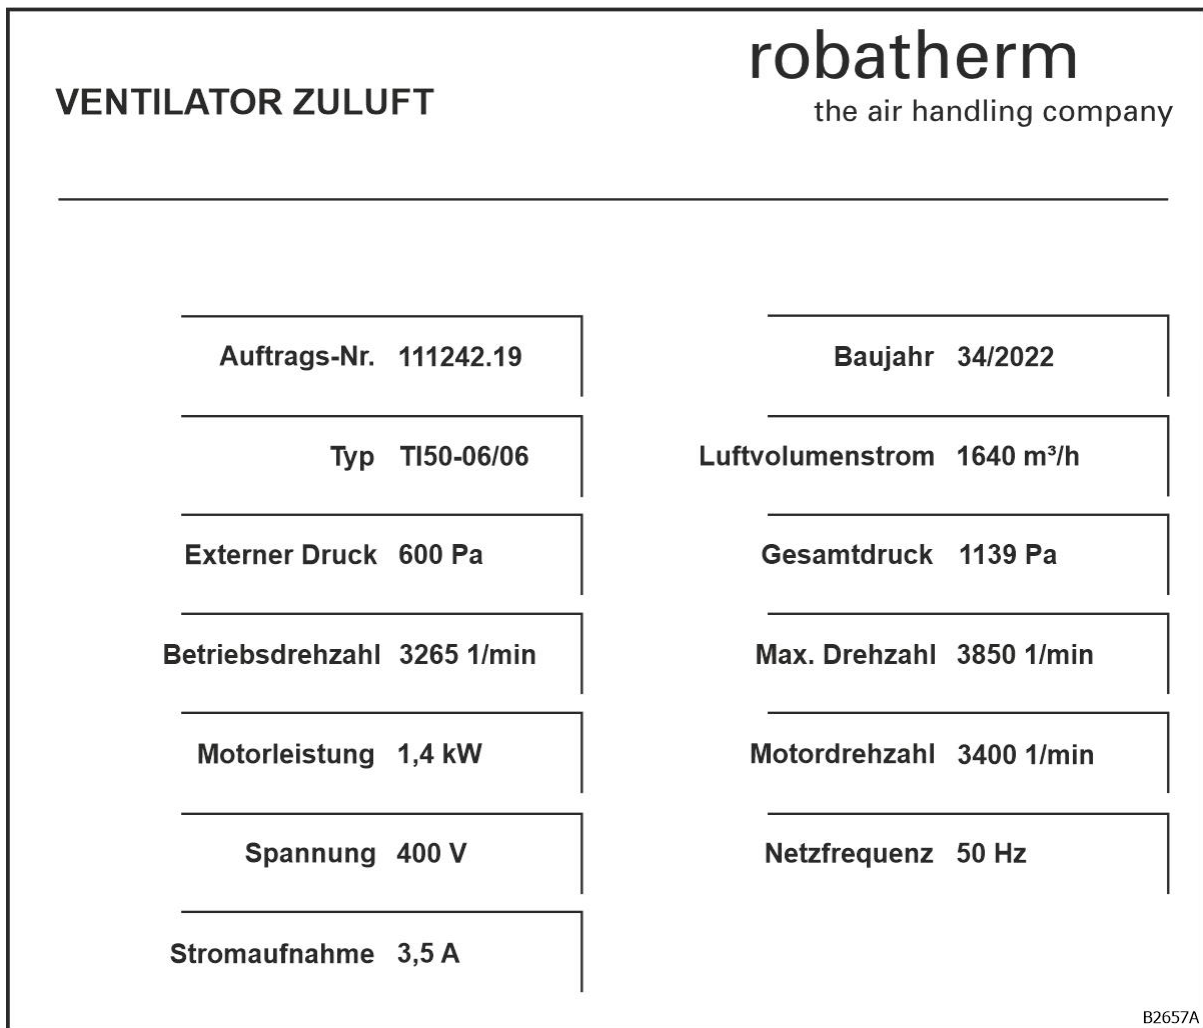 robatherm
VENTILATOR ZULUFT
the air handling company
Auftrags-Nr. 111242.19
Baujahr 34/2022
Typ TI50-06/06
Luftvolumenstrom 1640 m³/h
Externer Druck 600 Pa
Gesamtdruck 1139 Pa
Betriebsdrehzahl 3265 1/min
Max. Drehzahl 3850 1/min
Motorleistung 1,4 kW
Motordrehzahl 3400 1/min
Spannung 400 V
Netzfrequenz 50 Hz
Stromaufnahme 3,5 A
B2657A